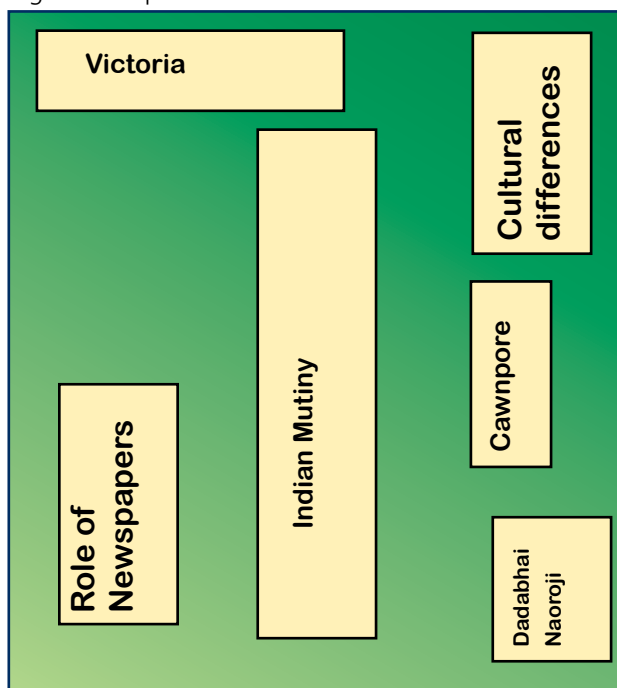 Victoria
Cultural
differences
Indian Mutiny
Cawnpore
Role of
Newspapers
Dadabhai
Naoroji